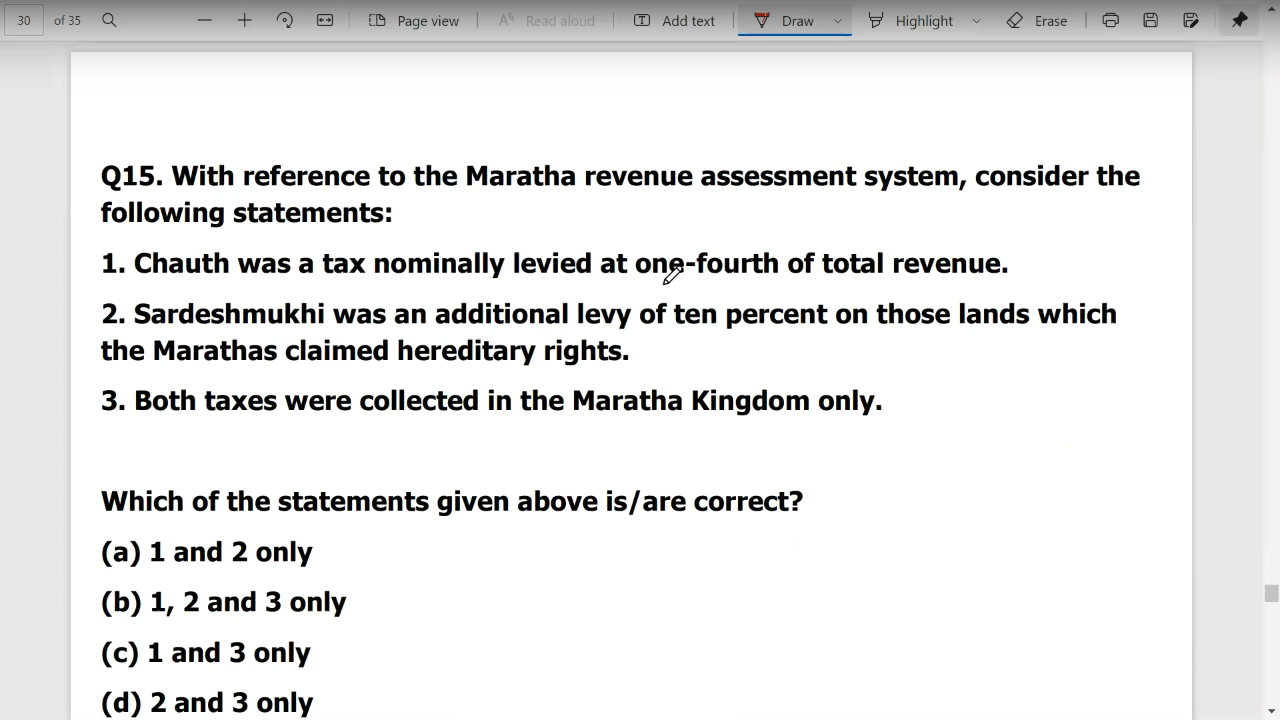 30 of 35 Page view Read aloud Add text Draw Highlight Erase
Q15. With reference to the Maratha revenue assessment system, consider the
following statements:
1. Chauth was a tax nominally levied at one-fourth of total revenue.
2. Sardeshmukhi was an additional levy of ten percent on those lands which
the Marathas claimed hereditary rights.
3. Both taxes were collected in the Maratha Kingdom only.
Which of the statements given above is/are correct?
(a) 1 and 2 only
(b) 1, 2 and 3 only
(c) 1 and 3 only
(d) 2 and 3 only